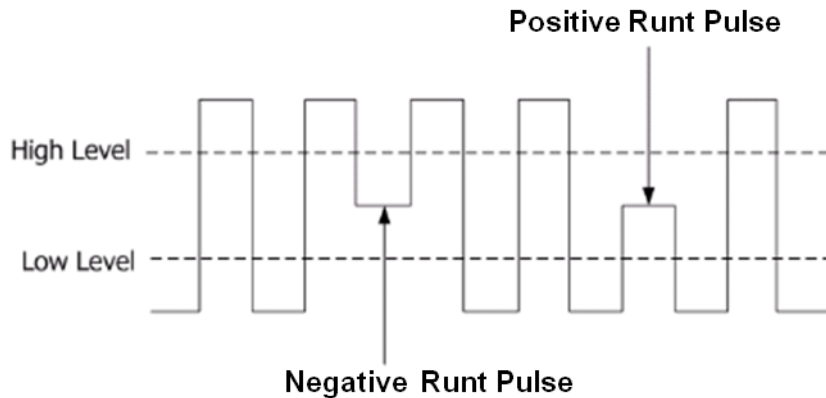 Positive Runt Pulse
High Level
Low Level
Negative Runt Pulse